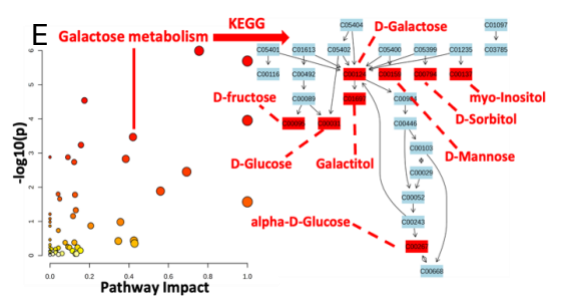 E
Galactose metabolism
KEGG
D-Galactose
C05404
C01097
C05401
C01613
C05402
C05400
C05399
C01235
C03785
C00116
C00492
C00124
C00159
C00794
C00137
myo-Inositol
D-fructose
C00089
D-Sorbitol
C00095
C00031
C00446
D-Glucose
Galactitol
D-Mannose
C00103
C00029
C00052
alpha-D-Glucose
C00243
C00267
C00668
-log10(p)
6
5
4
3
2
1
0
0.0
0.2
0.4
0.6
0.8
1.0
Pathway Impact